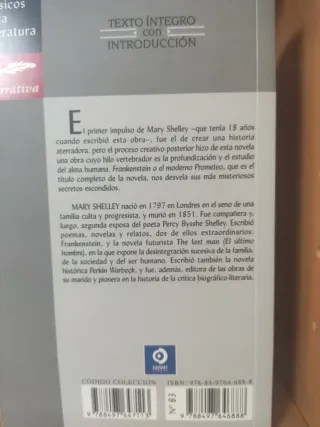 sicos
a
eratura
rrativa
TEXTO ÍNTEGRO
con
INTRODUCCIÓN
El primer impulso de Mary Shelley –que tenía 18 años
cuando escribió esta obra–, fue el de crear una historia
aterradora, pero el proceso creativo posterior hizo de esta novela
una obra cuyo hilo vertebrador es la profundización y el estudio
del alma humana. Frankenstein o el moderno Prometeo, que es el
título completo de la novela, nos desvela sus más misteriosos
secretos escondidos.
MARY SHELLEY nació en 1797 en Londres en el seno de una
familia culta y progresista, y murió en 1851. Fue compañera y,
luego, segunda esposa del poeta Percy Bysshe Shelley. Escribió
poemas, novelas y relatos, dos de ellos extraordinarios:
Frankenstein, y la novela futurista The last man (El último
hombre), en la que expone la desintegración sucesiva de la familia,
de la sociedad y del ser humano. Escribió también la novela
histórica Perkin Warbeck, y fue, además, editora de las obras de
su marido y pionera en la historia de la crítica biográfico-literaria.
CÓDIGO COLECCIÓN
ISBN: 978-84-9764-688-8
Nº 83
9 788497 647113
9 788497 646888